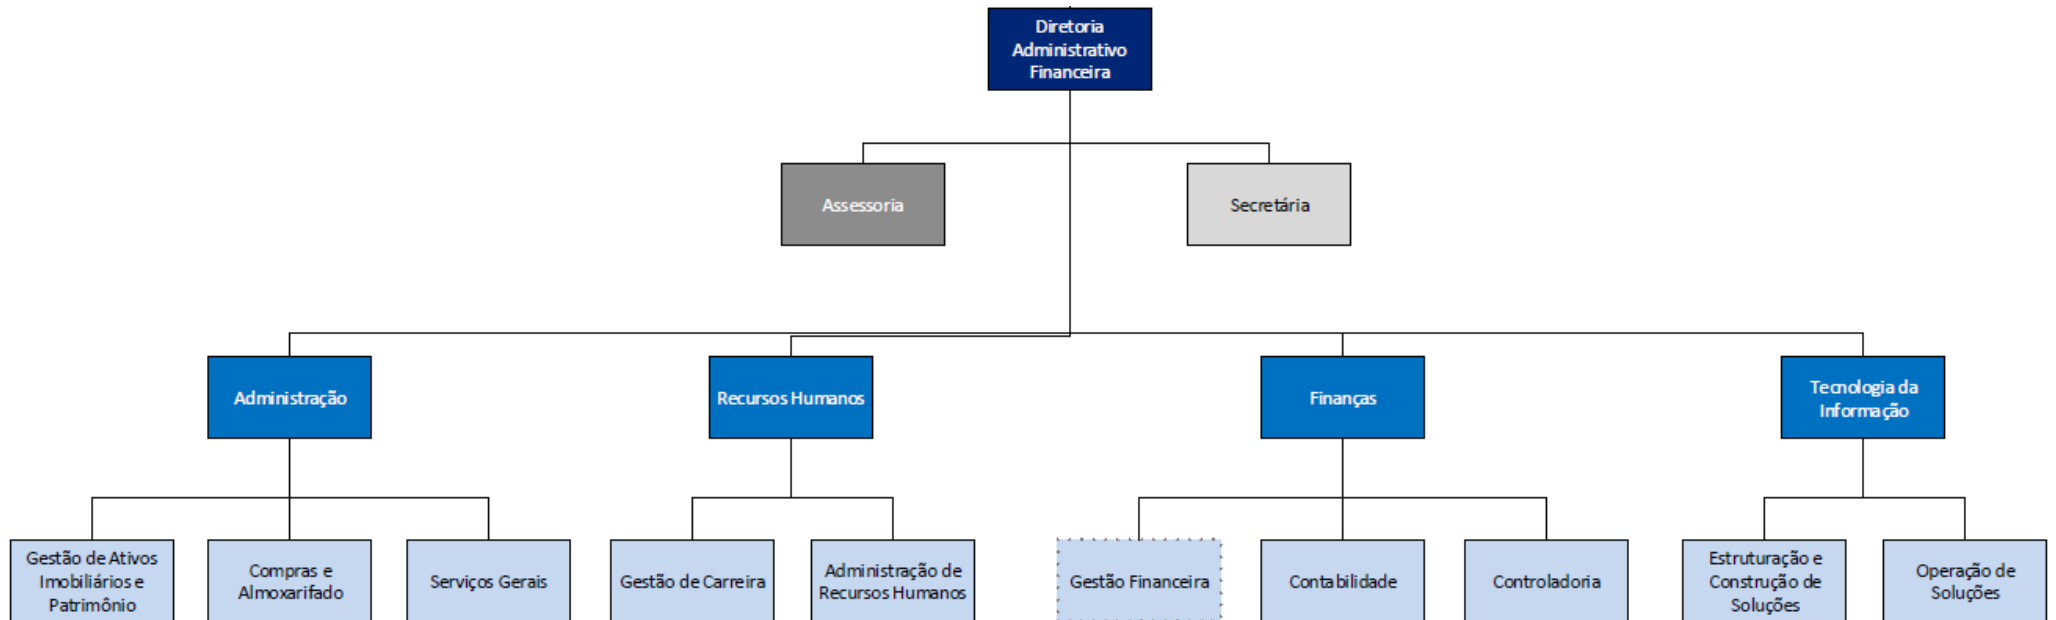 Diretoria
Administrativo
Financeira
Assessoria
Secretária
Administração
Recursos Humanos
Finanças
Tecnologia da
Informação
Gestão de Ativos
Imobiliários e
Patrimônio
Compras e
Almoxarifado
Serviços Gerais
Gestão de Carreira
Administração de
Recursos Humanos
Gestão Financeira
Contabilidade
Controladoria
Estruturação e
Construção de
Soluções
Operação de
Soluções